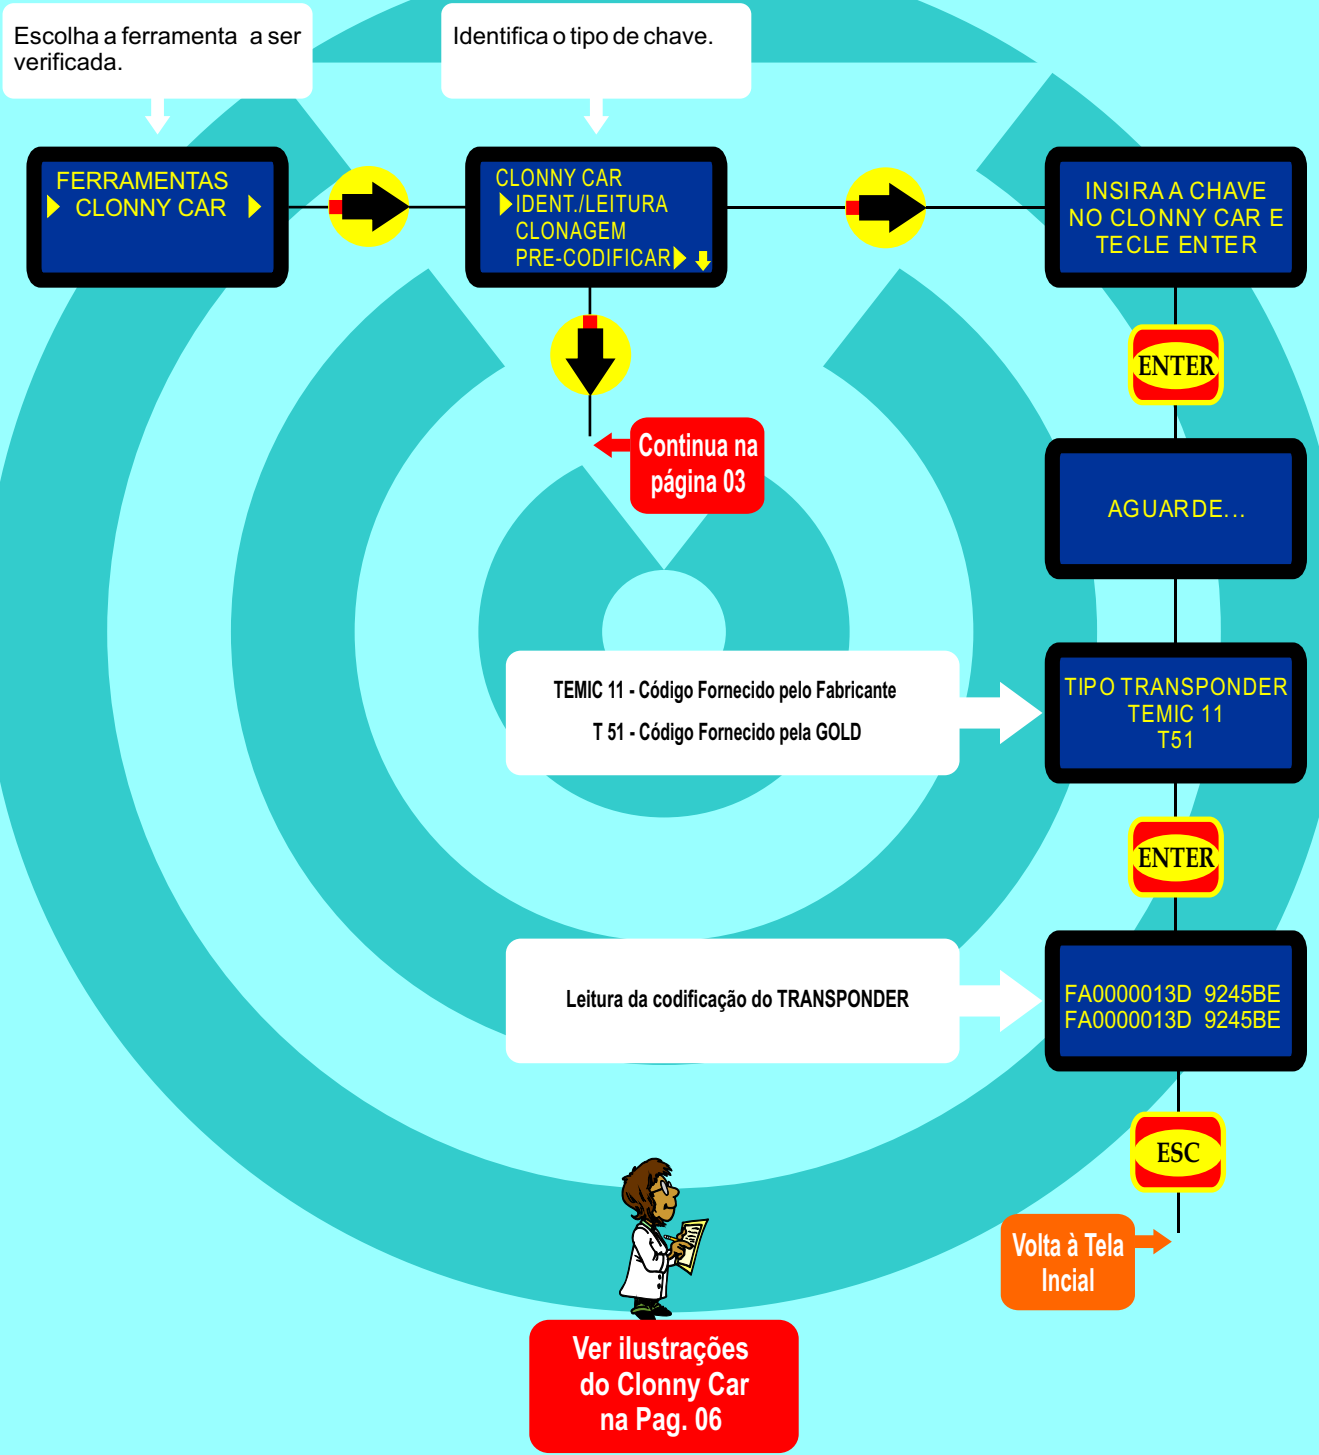 Escolha a ferramenta a ser
verificada.
Identifica o tipo de chave.
FERRAMENTAS
CLONNY CAR
CLONNY CAR
IDENT./LEITURA
CLONAGEM
PRE-CODIFICAR
INSIRA A CHAVE
NO CLONNY CAR E
TECLE ENTER
ENTER
Continua na
página 03
AGUARDE...
TEMIC 11 - Código Fornecido pelo Fabricante
T 51 - Código Fornecido pela GOLD
TIPO TRANSPONDER
TEMIC 11
T51
ENTER
Leitura da codificação do TRANSPONDER
FA0000013D 9245BE
FA0000013D 9245BE
ESC
Volta à Tela
Incial
Ver ilustrações
do Clonny Car
na Pag. 06